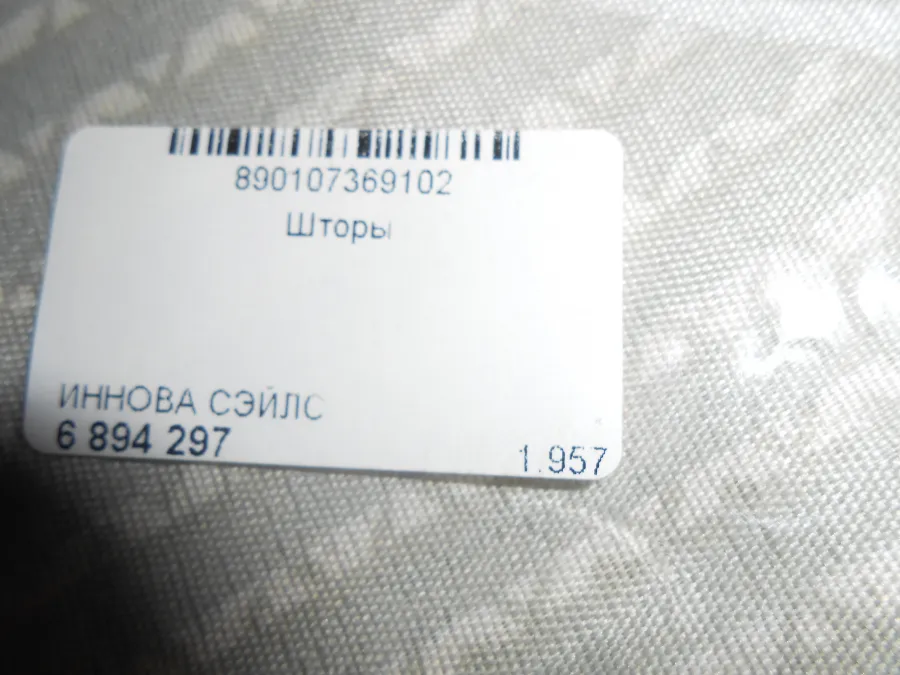 890107369102
Шторы
ИННОВА СЭЙЛС
6 894 297
1.957